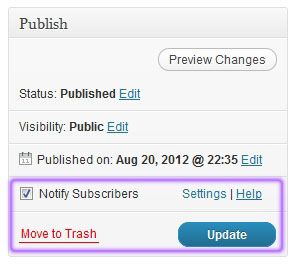 Publish
Preview Changes
Status: Published Edit
Visibility: Public Edit
Published on: Aug 20, 2012 @ 22:35 Edit
Notify Subscribers Settings | Help
Move to Trash Update